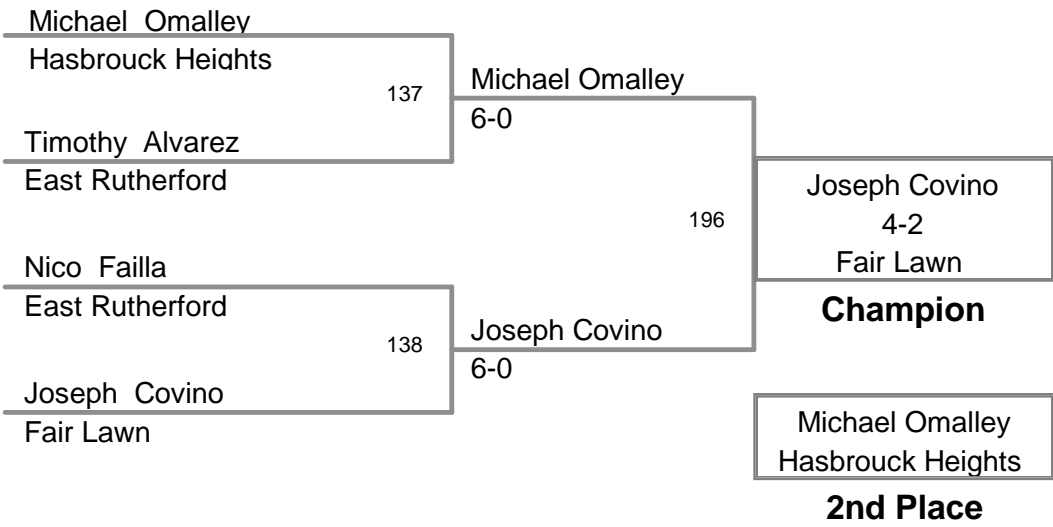 Michael Omalley
Hasbrouck Heights
137
Timothy Alvarez
East Rutherford
Michael Omalley
6-0
Nico Failla
East Rutherford
138
Joseph Covino
Fair Lawn
Joseph Covino
6-0
196
Joseph Covino
4-2
Fair Lawn
Champion
Michael Omalley
Hasbrouck Heights
2nd Place